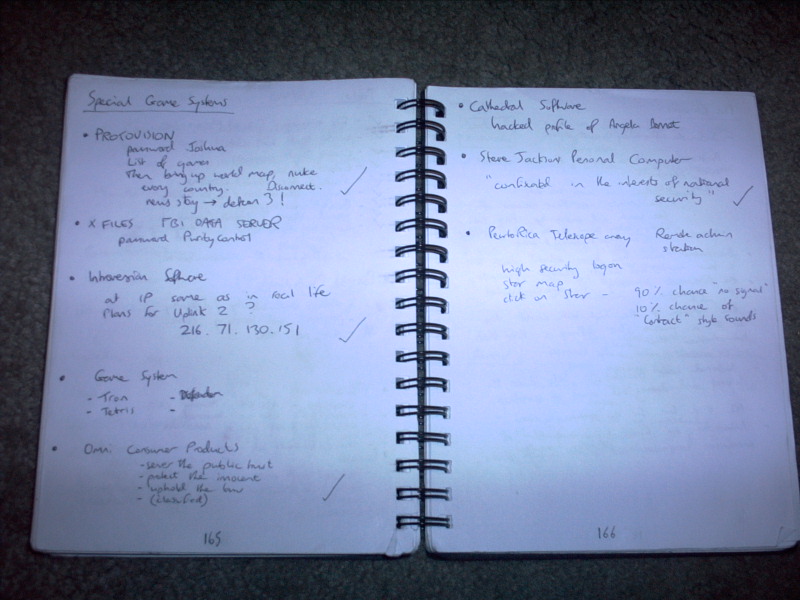 Special Game Systems
• PROTOVISION
password Joshua
List of games
Then bring up world map, nuke
every country. Disconnect.
news story → defcon 3!
• X FILES FBI DATA SERVER
password PurityControl
• Introversion Software
at IP same as in real life
Plans for Uplink 2 ?
216.71.130.151
• Game System
- Tron - Defender
- Tetris -
• Omni Consumer Products
- serve the public trust
- protect the innocent
- uphold the law
- (classified)
165
• Cathedral Software
hacked profile of Angela Bennet
• Steve Jackson Personal Computer
"confiscated in the interests of national
security"
• Telescope array Remote
station
high security logon
star map
click on Star - 90% chance "no signal"
10% chance of
"Contact" style sounds
166